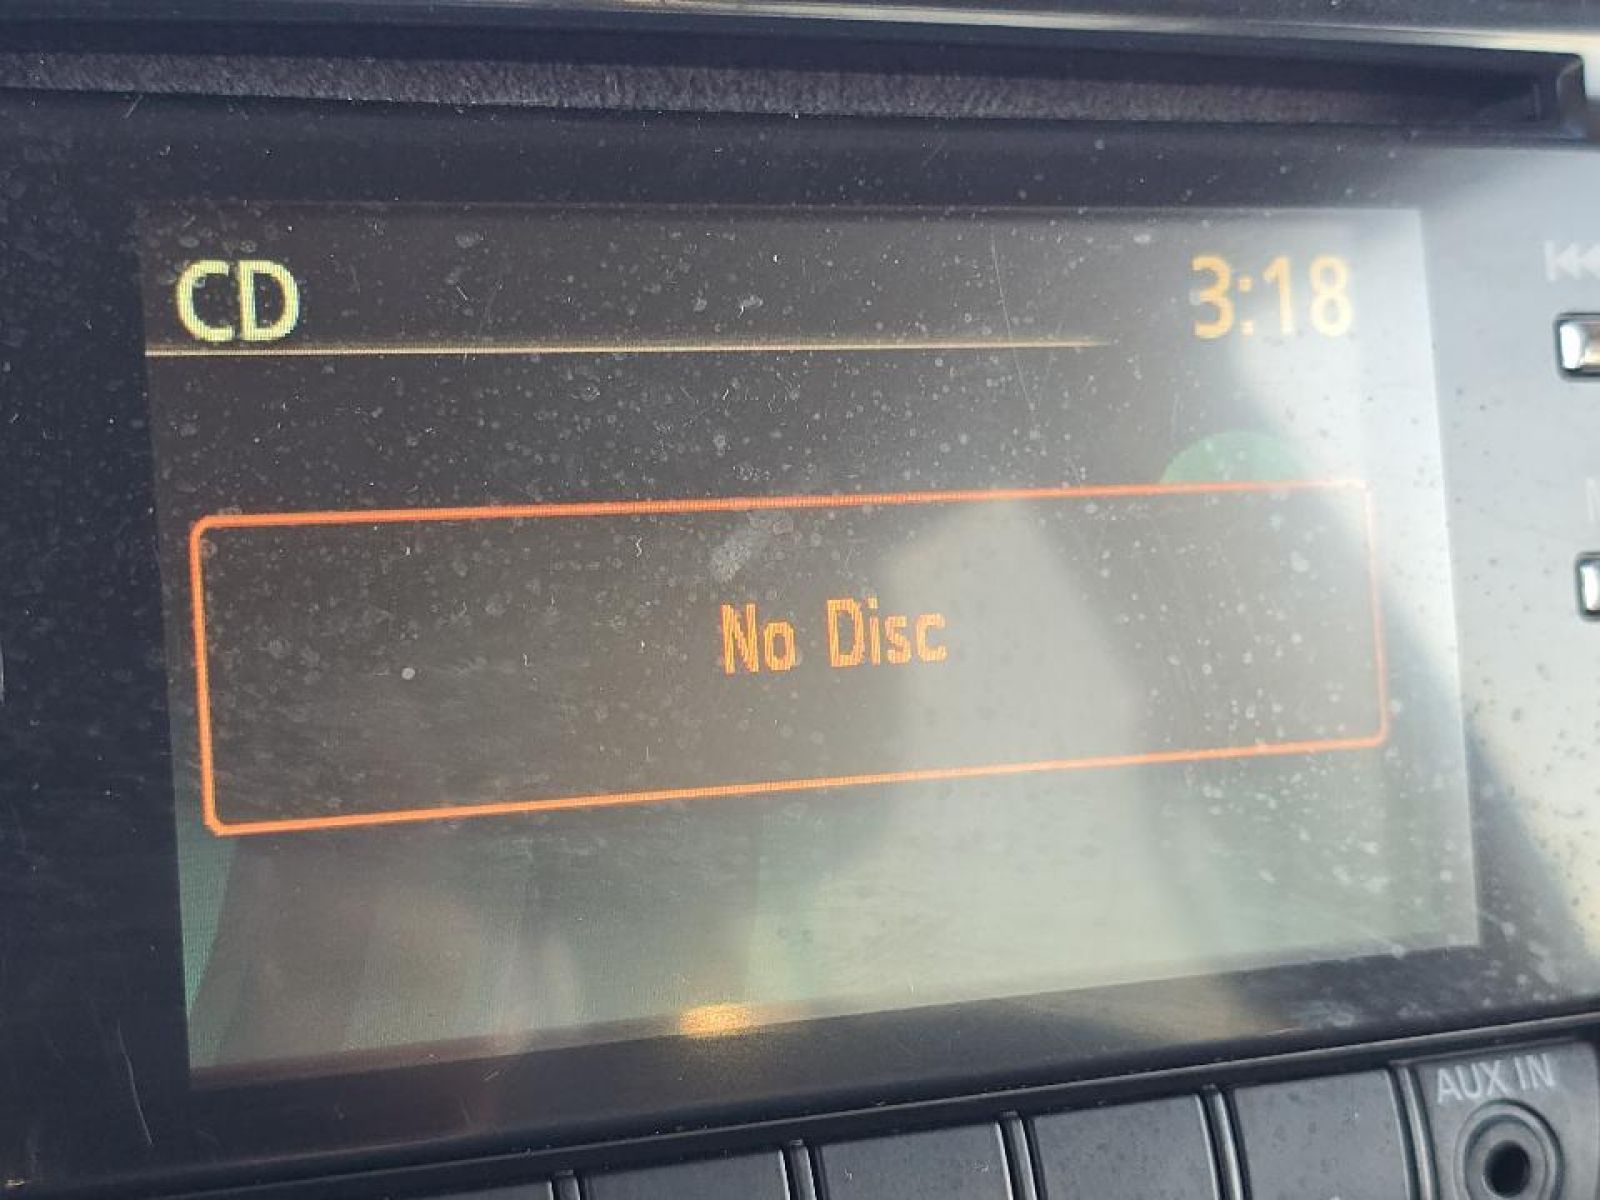 CD 3:18
No Disc
AUX IN